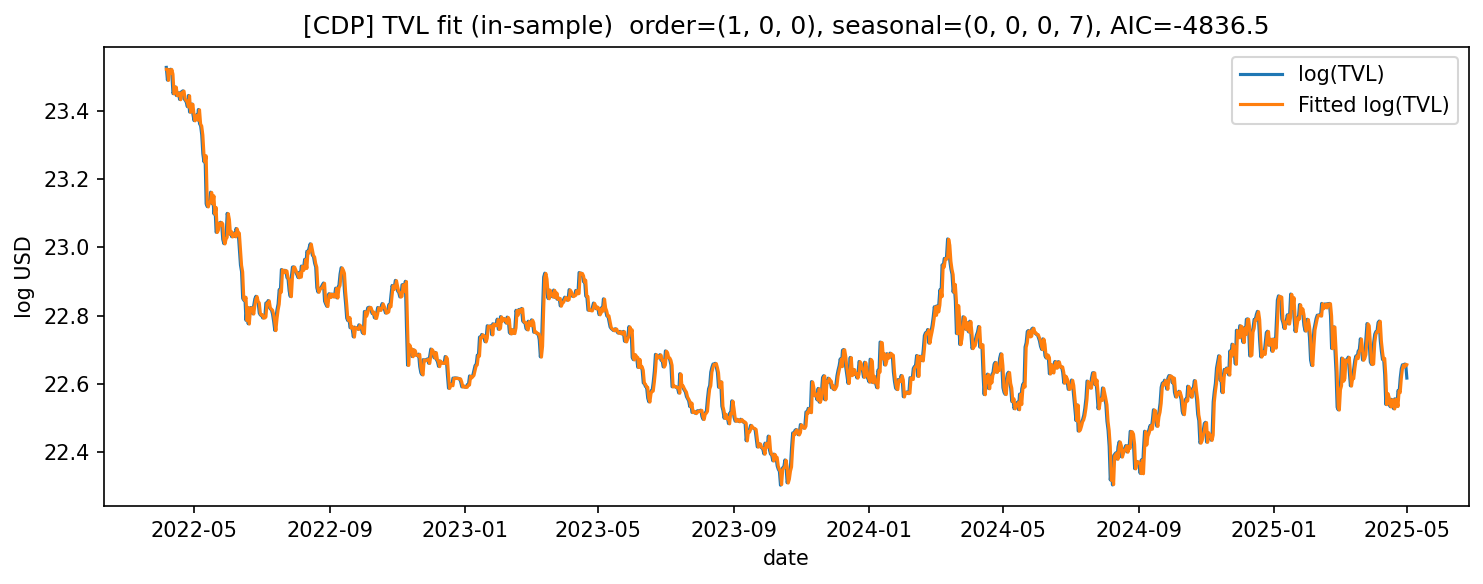 [CDP] TVL fit (in-sample)  order=(1, 0, 0), seasonal=(0, 0, 0, 7), AIC=-4836.5
log(TVL)
Fitted log(TVL)
log USD
23.4
23.2
23.0
22.8
22.6
22.4
2022-05 2022-09 2023-01 2023-05 2023-09 2024-01 2024-05 2024-09 2025-01 2025-05
date